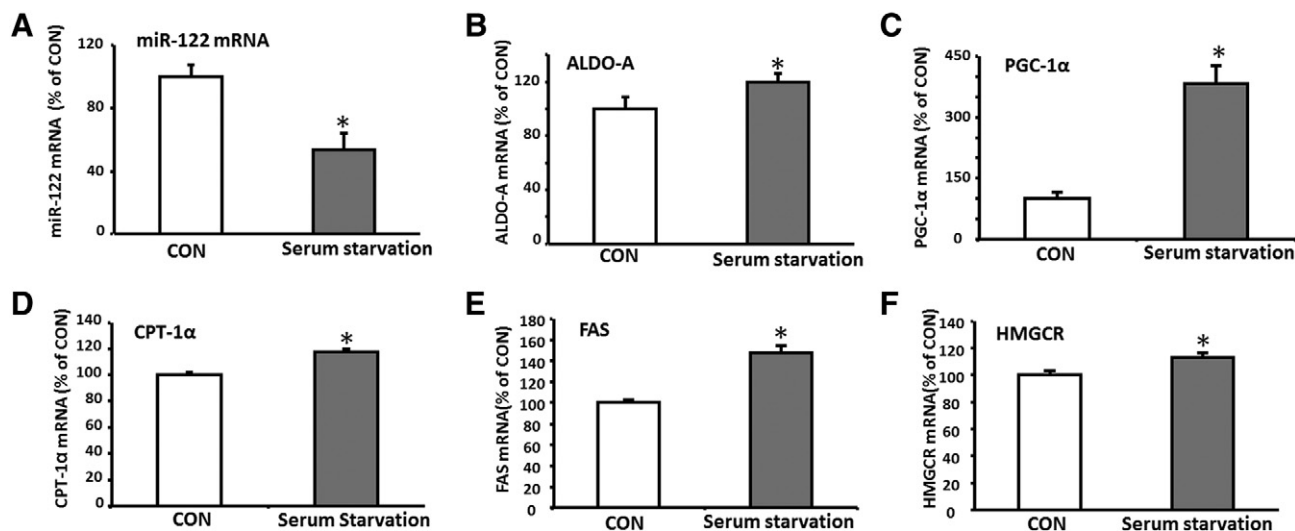 A
miR-122 mRNA
miR-122 mRNA (% of CON)
120
80
40
0
*
CON
Serum starvation
B
ALDO-A
ALDO-A mRNA (% of CON)
120
80
40
0
*
CON
Serum starvation
C
PGC-1α
PGC-1α mRNA (% of CON)
450
300
150
0
*
CON
Serum starvation
D
CPT-1α
CPT-1α mRNA (% of CON)
140
120
100
80
60
40
20
0
*
CON
Serum Starvation
E
FAS
FAS mRNA(% of CON)
180
160
140
120
100
80
60
40
20
0
*
CON
Serum Starvation
F
HMGCR
HMGCR mRNA(% of CON)
140
120
100
80
60
40
20
0
*
CON
Serum Starvation